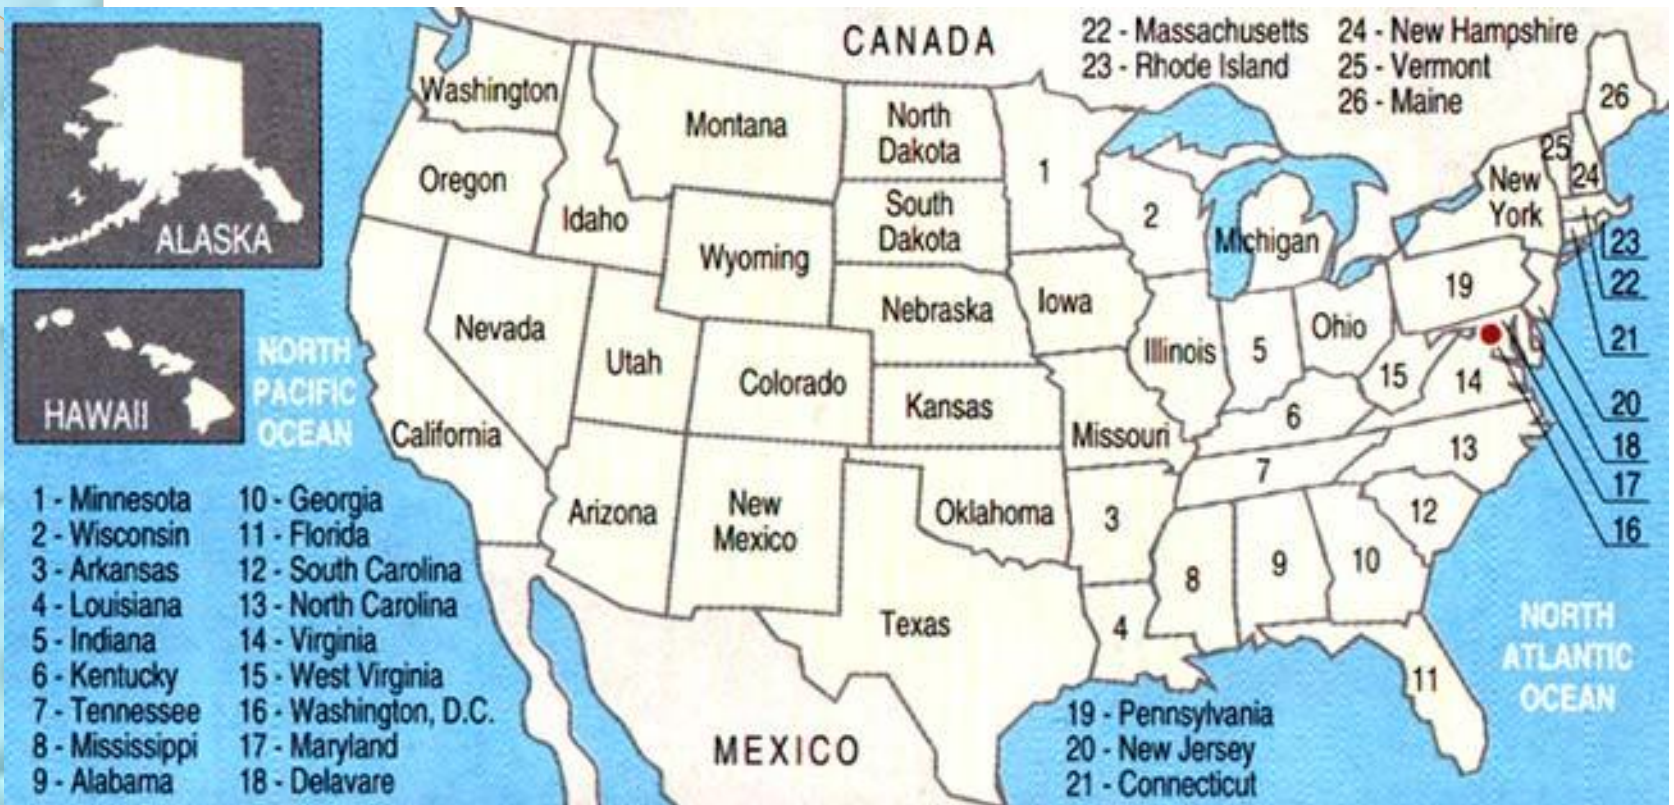 CANADA
22 - Massachusetts
23 - Rhode Island
24 - New Hampshire
25 - Vermont
26 - Maine
ALASKA
HAWAII
NORTH
PACIFIC
OCEAN
Washington
Oregon
Idaho
Montana
North
Dakota
South
Dakota
Wyoming
Nebraska
Nevada
Utah
Colorado
Kansas
California
Arizona
New
Mexico
Oklahoma
Texas
1
2
Michigan
Iowa
Illinois
Missouri
Ohio
New
York
3
4
5
6
7
8
9
10
11
12
13
14
15
19
24
25
26
23
22
21
20
18
17
16
1 - Minnesota
2 - Wisconsin
3 - Arkansas
4 - Louisiana
5 - Indiana
6 - Kentucky
7 - Tennessee
8 - Mississippi
9 - Alabama
10 - Georgia
11 - Florida
12 - South Carolina
13 - North Carolina
14 - Virginia
15 - West Virginia
16 - Washington, D.C.
17 - Maryland
18 - Delavare
MEXICO
19 - Pennsylvania
20 - New Jersey
21 - Connecticut
NORTH
ATLANTIC
OCEAN